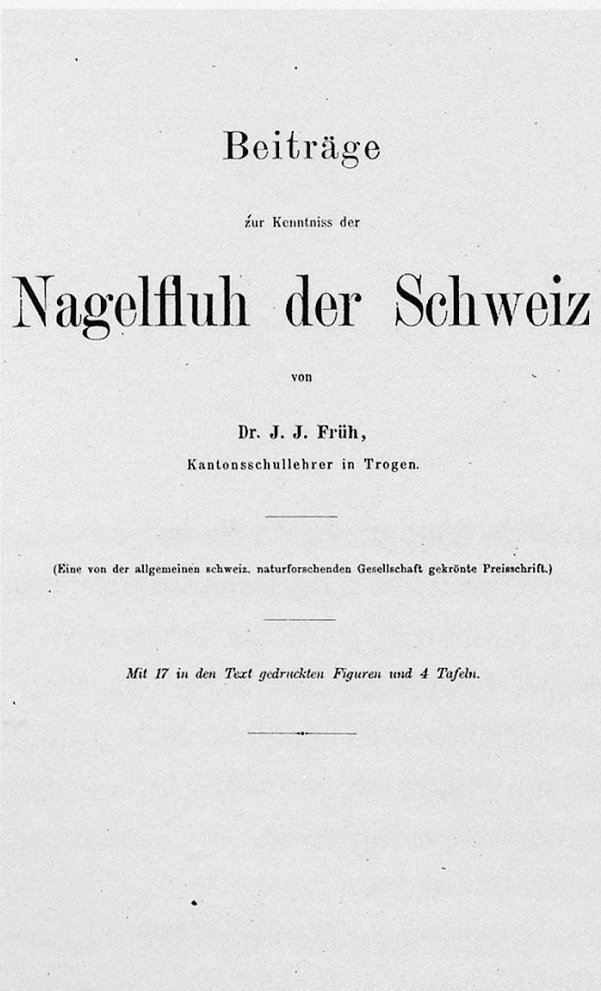 Beiträge
zur Kenntniss der
Nagelfluh der Schweiz
von
Dr. J. J. Früh,
Kantonsschullehrer in Trogen.
(Eine von der allgemeinen schweiz. naturforschenden Gesellschaft gekrönte Preisschrift.)
Mit 17 in den Text gedruckten Figuren und 4 Tafeln.